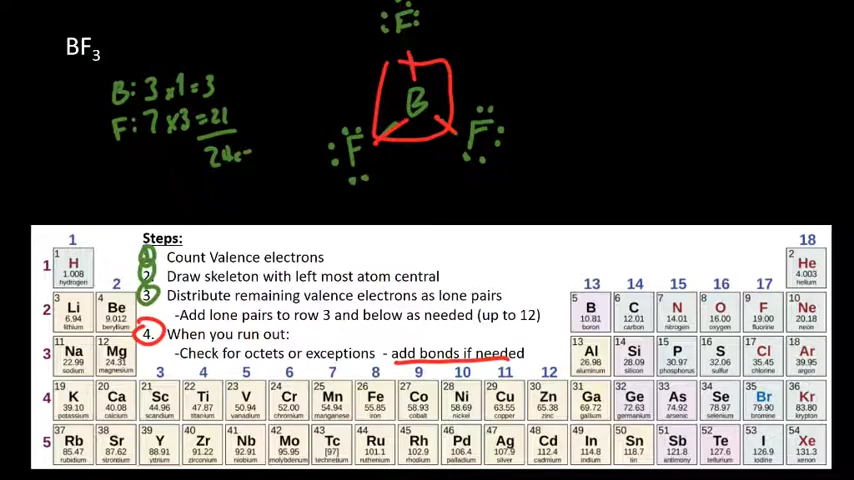 BF3
:F:
B: 3 x 1 = 3
F: 7 x 3 = 21
24e-
B
F
F
Steps:
1 Count Valence electrons
2. Draw skeleton with left most atom central
3. Distribute remaining valence electrons as lone pairs
-Add lone pairs to row 3 and below as needed (up to 12)
4. When you run out:
-Check for octets or exceptions - add bonds if needed
1 18
1 1 H 1.008 hydrogen 2 He 4.003 helium
2 13 14 15 16 17
2 3 Li 6.94 lithium 4 Be 9.012 beryllium 5 B 10.81 boron 6 C 12.01 carbon 7 N 14.01 nitrogen 8 O 16.00 oxygen 9 F 19.00 fluorine 10 Ne 20.18 neon
3 11 Na 22.99 sodium 12 Mg 24.31 magnesium 13 Al 26.98 aluminum 14 Si 28.09 silicon 15 P 30.97 phosphorus 16 S 32.06 sulfur 17 Cl 35.45 chlorine 18 Ar 39.95 argon
3 4 5 6 7 8 9 10 11 12
4 19 K 39.10 potassium 20 Ca 40.08 calcium 21 Sc 44.96 scandium 22 Ti 47.87 titanium 23 V 50.94 vanadium 24 Cr 52.00 chromium 25 Mn 54.94 manganese 26 Fe 55.85 iron 27 Co 58.93 cobalt 28 Ni 58.69 nickel 29 Cu 63.55 copper 30 Zn 65.38 zinc 31 Ga 69.72 gallium 32 Ge 72.63 germanium 33 As 74.92 arsenic 34 Se 78.97 selenium 35 Br 79.90 bromine 36 Kr 83.80 krypton
5 37 Rb 85.47 rubidium 38 Sr 87.62 strontium 39 Y 88.91 yttrium 40 Zr 91.22 zirconium 41 Nb 92.91 niobium 42 Mo 95.95 molybdenum 43 Tc [97] technetium 44 Ru 101.1 ruthenium 45 Rh 102.9 rhodium 46 Pd 106.4 palladium 47 Ag 107.9 silver 48 Cd 112.4 cadmium 49 In 114.8 indium 50 Sn 118.7 tin 51 Sb 121.8 antimony 52 Te 127.6 tellurium 53 I 126.9 iodine 54 Xe 131.3 xenon